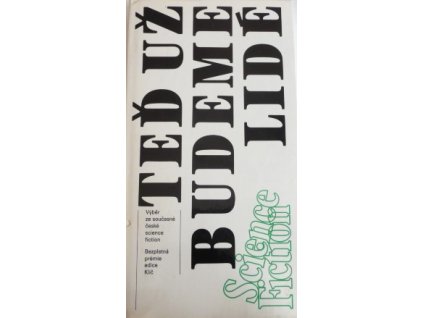 TEĎ UŽ
BUDEME
LIDÉ
Výběr
ze současné
české
science
fiction
Bezplatná
prémie
edice
Klíč
Science
Fiction